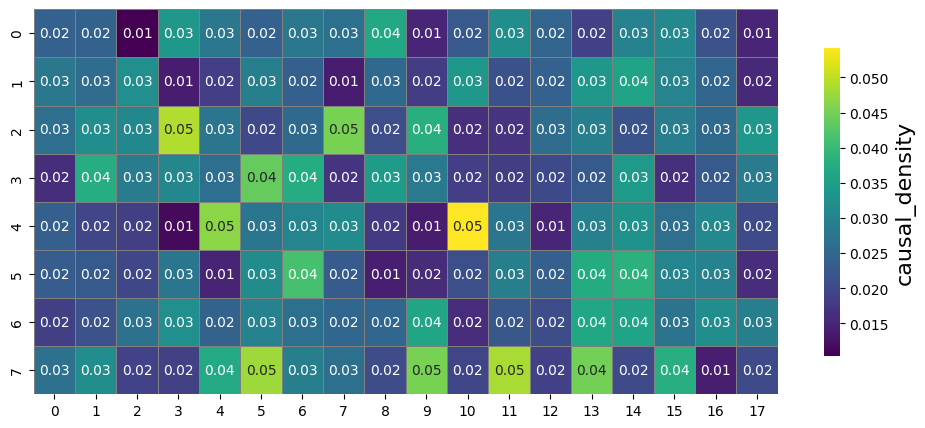 0 0.02 0.02 0.01 0.03 0.03 0.02 0.03 0.03 0.04 0.01 0.02 0.03 0.02 0.02 0.03 0.03 0.02 0.01
1 0.03 0.03 0.03 0.01 0.02 0.03 0.02 0.01 0.03 0.02 0.03 0.02 0.02 0.03 0.04 0.03 0.02 0.02
2 0.03 0.03 0.03 0.05 0.03 0.02 0.03 0.05 0.02 0.04 0.02 0.02 0.03 0.03 0.02 0.03 0.02 0.03
3 0.02 0.04 0.03 0.03 0.03 0.04 0.04 0.02 0.03 0.03 0.02 0.02 0.02 0.02 0.03 0.02 0.02 0.03
4 0.02 0.02 0.02 0.01 0.05 0.03 0.03 0.03 0.02 0.01 0.05 0.03 0.01 0.03 0.03 0.03 0.03 0.02
5 0.02 0.02 0.02 0.03 0.01 0.03 0.04 0.02 0.01 0.02 0.02 0.03 0.02 0.04 0.04 0.03 0.03 0.02
6 0.02 0.02 0.03 0.03 0.02 0.03 0.03 0.02 0.02 0.04 0.02 0.02 0.02 0.04 0.04 0.03 0.03 0.03
7 0.03 0.03 0.02 0.02 0.04 0.05 0.03 0.03 0.02 0.05 0.02 0.05 0.02 0.04 0.02 0.04 0.01 0.02
0 1 2 3 4 5 6 7 8 9 10 11 12 13 14 15 16 17
0.050
0.045
0.040
0.035
0.030
0.025
0.020
0.015
causal_density